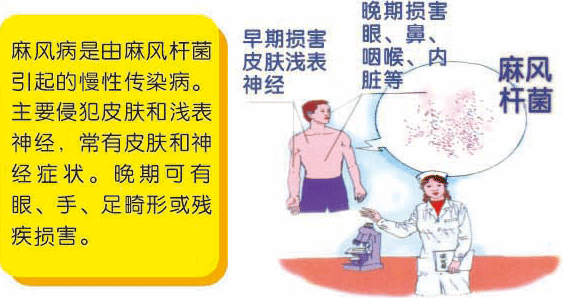 麻风病是由麻风杆菌
引起的慢性传染病。
主要侵犯皮肤和浅表
神经，常有皮肤和神
经症状。晚期可有
眼、手、足畸形或残
疾损害。
早期损害
皮肤浅表
神经
晚期损害
眼、鼻、
咽喉、内
脏等
麻风
杆菌